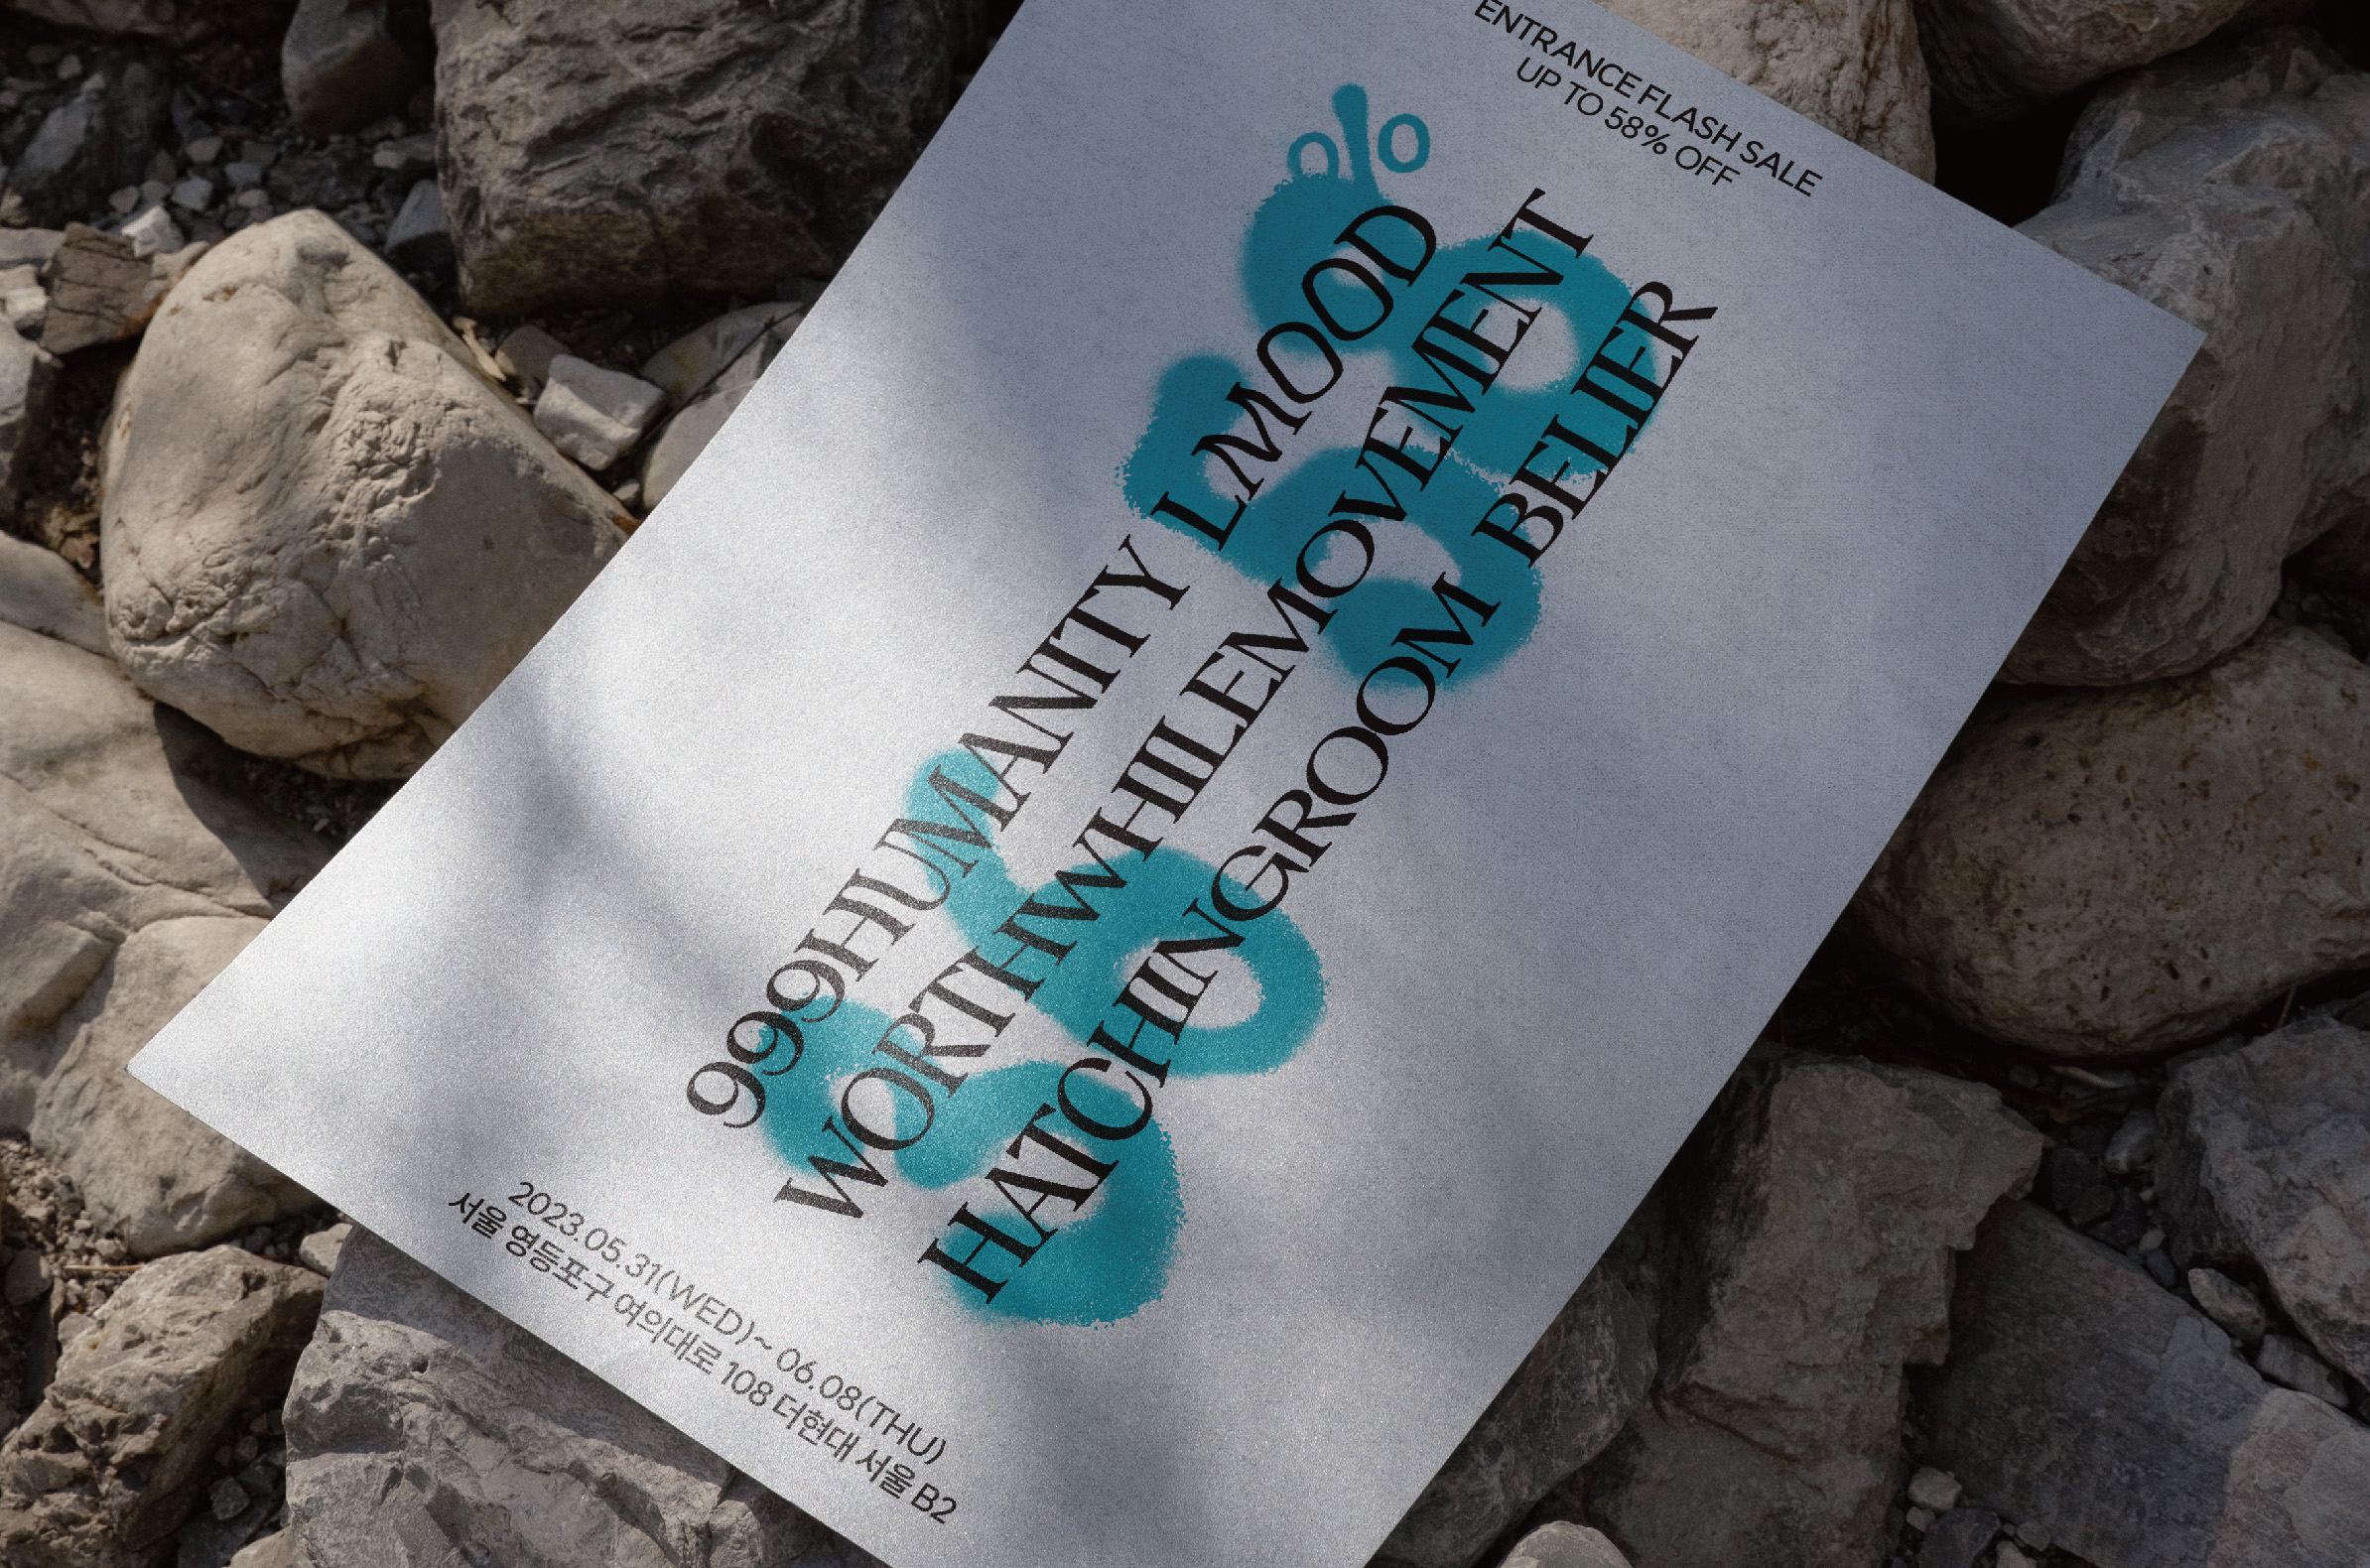 ENTRANCE FLASH SALE
UP TO 58% OFF
%
999HUMANITY LMOOD
WORTHWHILEMOVEMENT
HATCHINGROOM BELIER
2023.05.31(WED)~ 06.08(THU)
서울 영등포구 여의대로 108 더현대 서울 B2